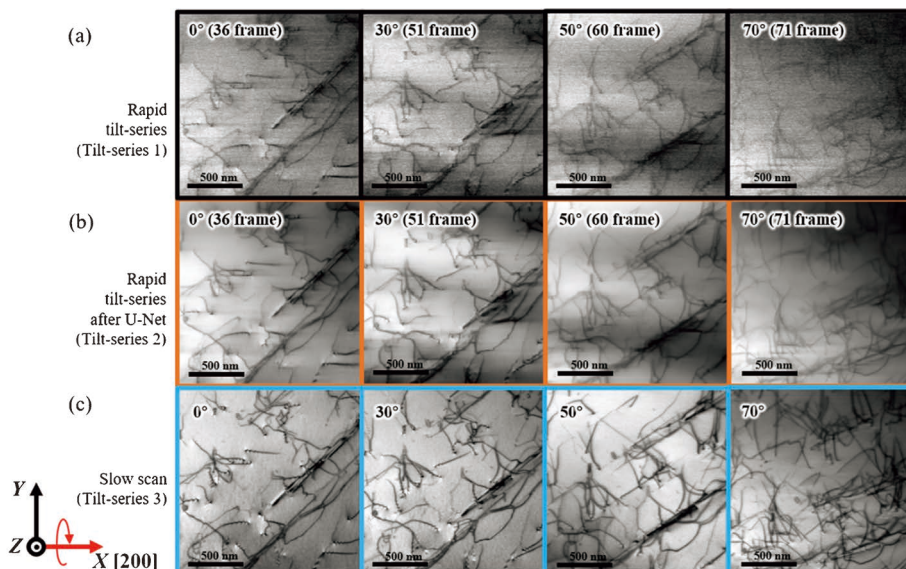 (a)
Rapid
tilt-series
(Tilt-series 1)
0° (36 frame)
30° (51 frame)
50° (60 frame)
70° (71 frame)
500 nm
500 nm
500 nm
500 nm
(b)
Rapid
tilt-series
after U-Net
(Tilt-series 2)
0° (36 frame)
30° (51 frame)
50° (60 frame)
70° (71 frame)
500 nm
500 nm
500 nm
500 nm
(c)
Slow scan
(Tilt-series 3)
0°
30°
50°
70°
500 nm
500 nm
500 nm
500 nm
Y
Z
X [200]